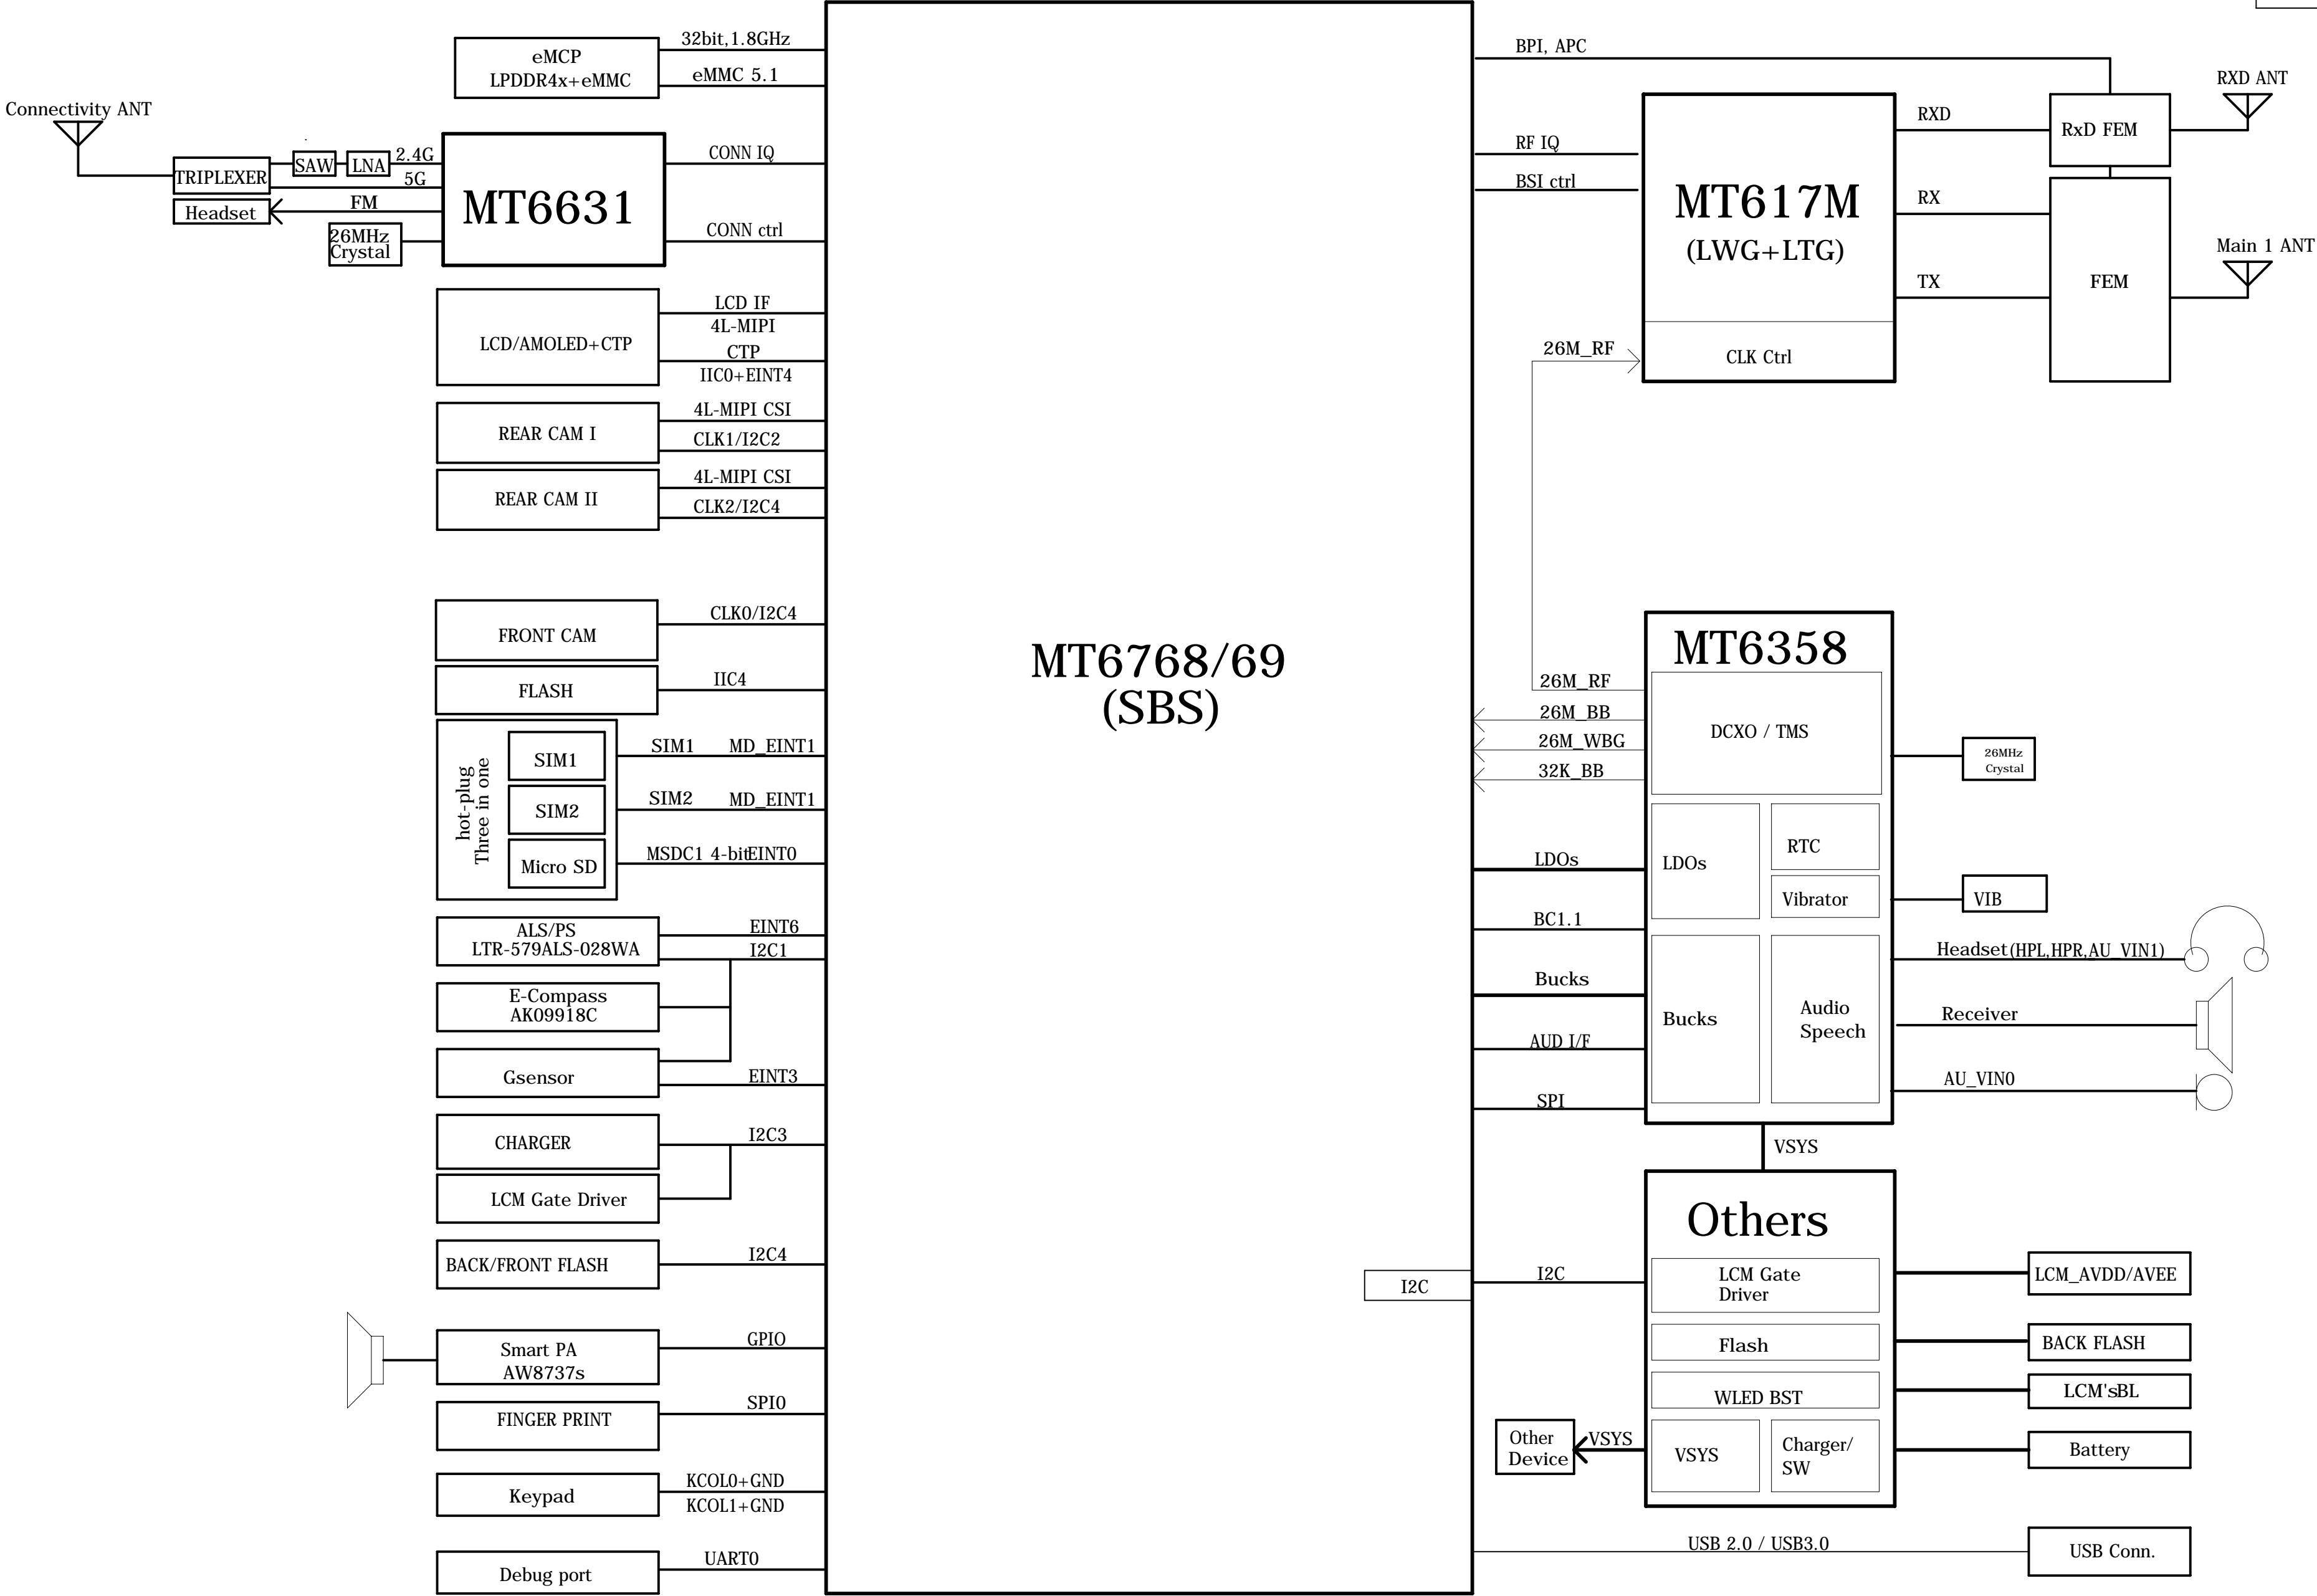 32bit,1.8GHz
eMCP
LPDDR4x+eMMC
eMMC 5.1
Connectivity ANT
TRIPLEXER
SAW
LNA
2.4G
5G
Headset
FM
26MHz
Crystal
MT6631
CONN IQ
CONN ctrl
LCD/AMOLED+CTP
LCD IF
4L-MIPI
CTP
IIC0+EINT4
REAR CAM I
4L-MIPI CSI
CLK1/I2C2
REAR CAM II
4L-MIPI CSI
CLK2/I2C4
FRONT CAM
CLK0/I2C4
FLASH
IIC4
hot-plug
Three in one
SIM1
SIM1
MD_EINT1
SIM2
SIM2
MD_EINT1
Micro SD
MSDC1 4-bit
EINT0
ALS/PS
LTR-579ALS-028WA
EINT6
I2C1
E-Compass
AK09918C
Gsensor
EINT3
CHARGER
I2C3
LCM Gate Driver
BACK/FRONT FLASH
I2C4
Smart PA
AW8737s
GPIO
FINGER PRINT
SPI0
Keypad
KCOL0+GND
KCOL1+GND
Debug port
UART0
MT6768/69
(SBS)
I2C
BPI, APC
RF IQ
BSI ctrl
MT617M
(LWG+LTG)
CLK Ctrl
26M_RF
RXD
RX
TX
RxD FEM
FEM
RXD ANT
Main 1 ANT
MT6358
26M_RF
26M_BB
26M_WBG
32K_BB
DCXO / TMS
26MHz
Crystal
LDOs
LDOs
RTC
Vibrator
VIB
BC1.1
Bucks
Bucks
Audio
Speech
AUD I/F
SPI
Headset(HPL,HPR,AU_VIN1)
Receiver
AU_VIN0
VSYS
Others
I2C
LCM Gate
Driver
LCM_AVDD/AVEE
Flash
BACK FLASH
WLED BST
LCM'sBL
Other
Device
VSYS
VSYS
Charger/
SW
Battery
USB 2.0 / USB3.0
USB Conn.